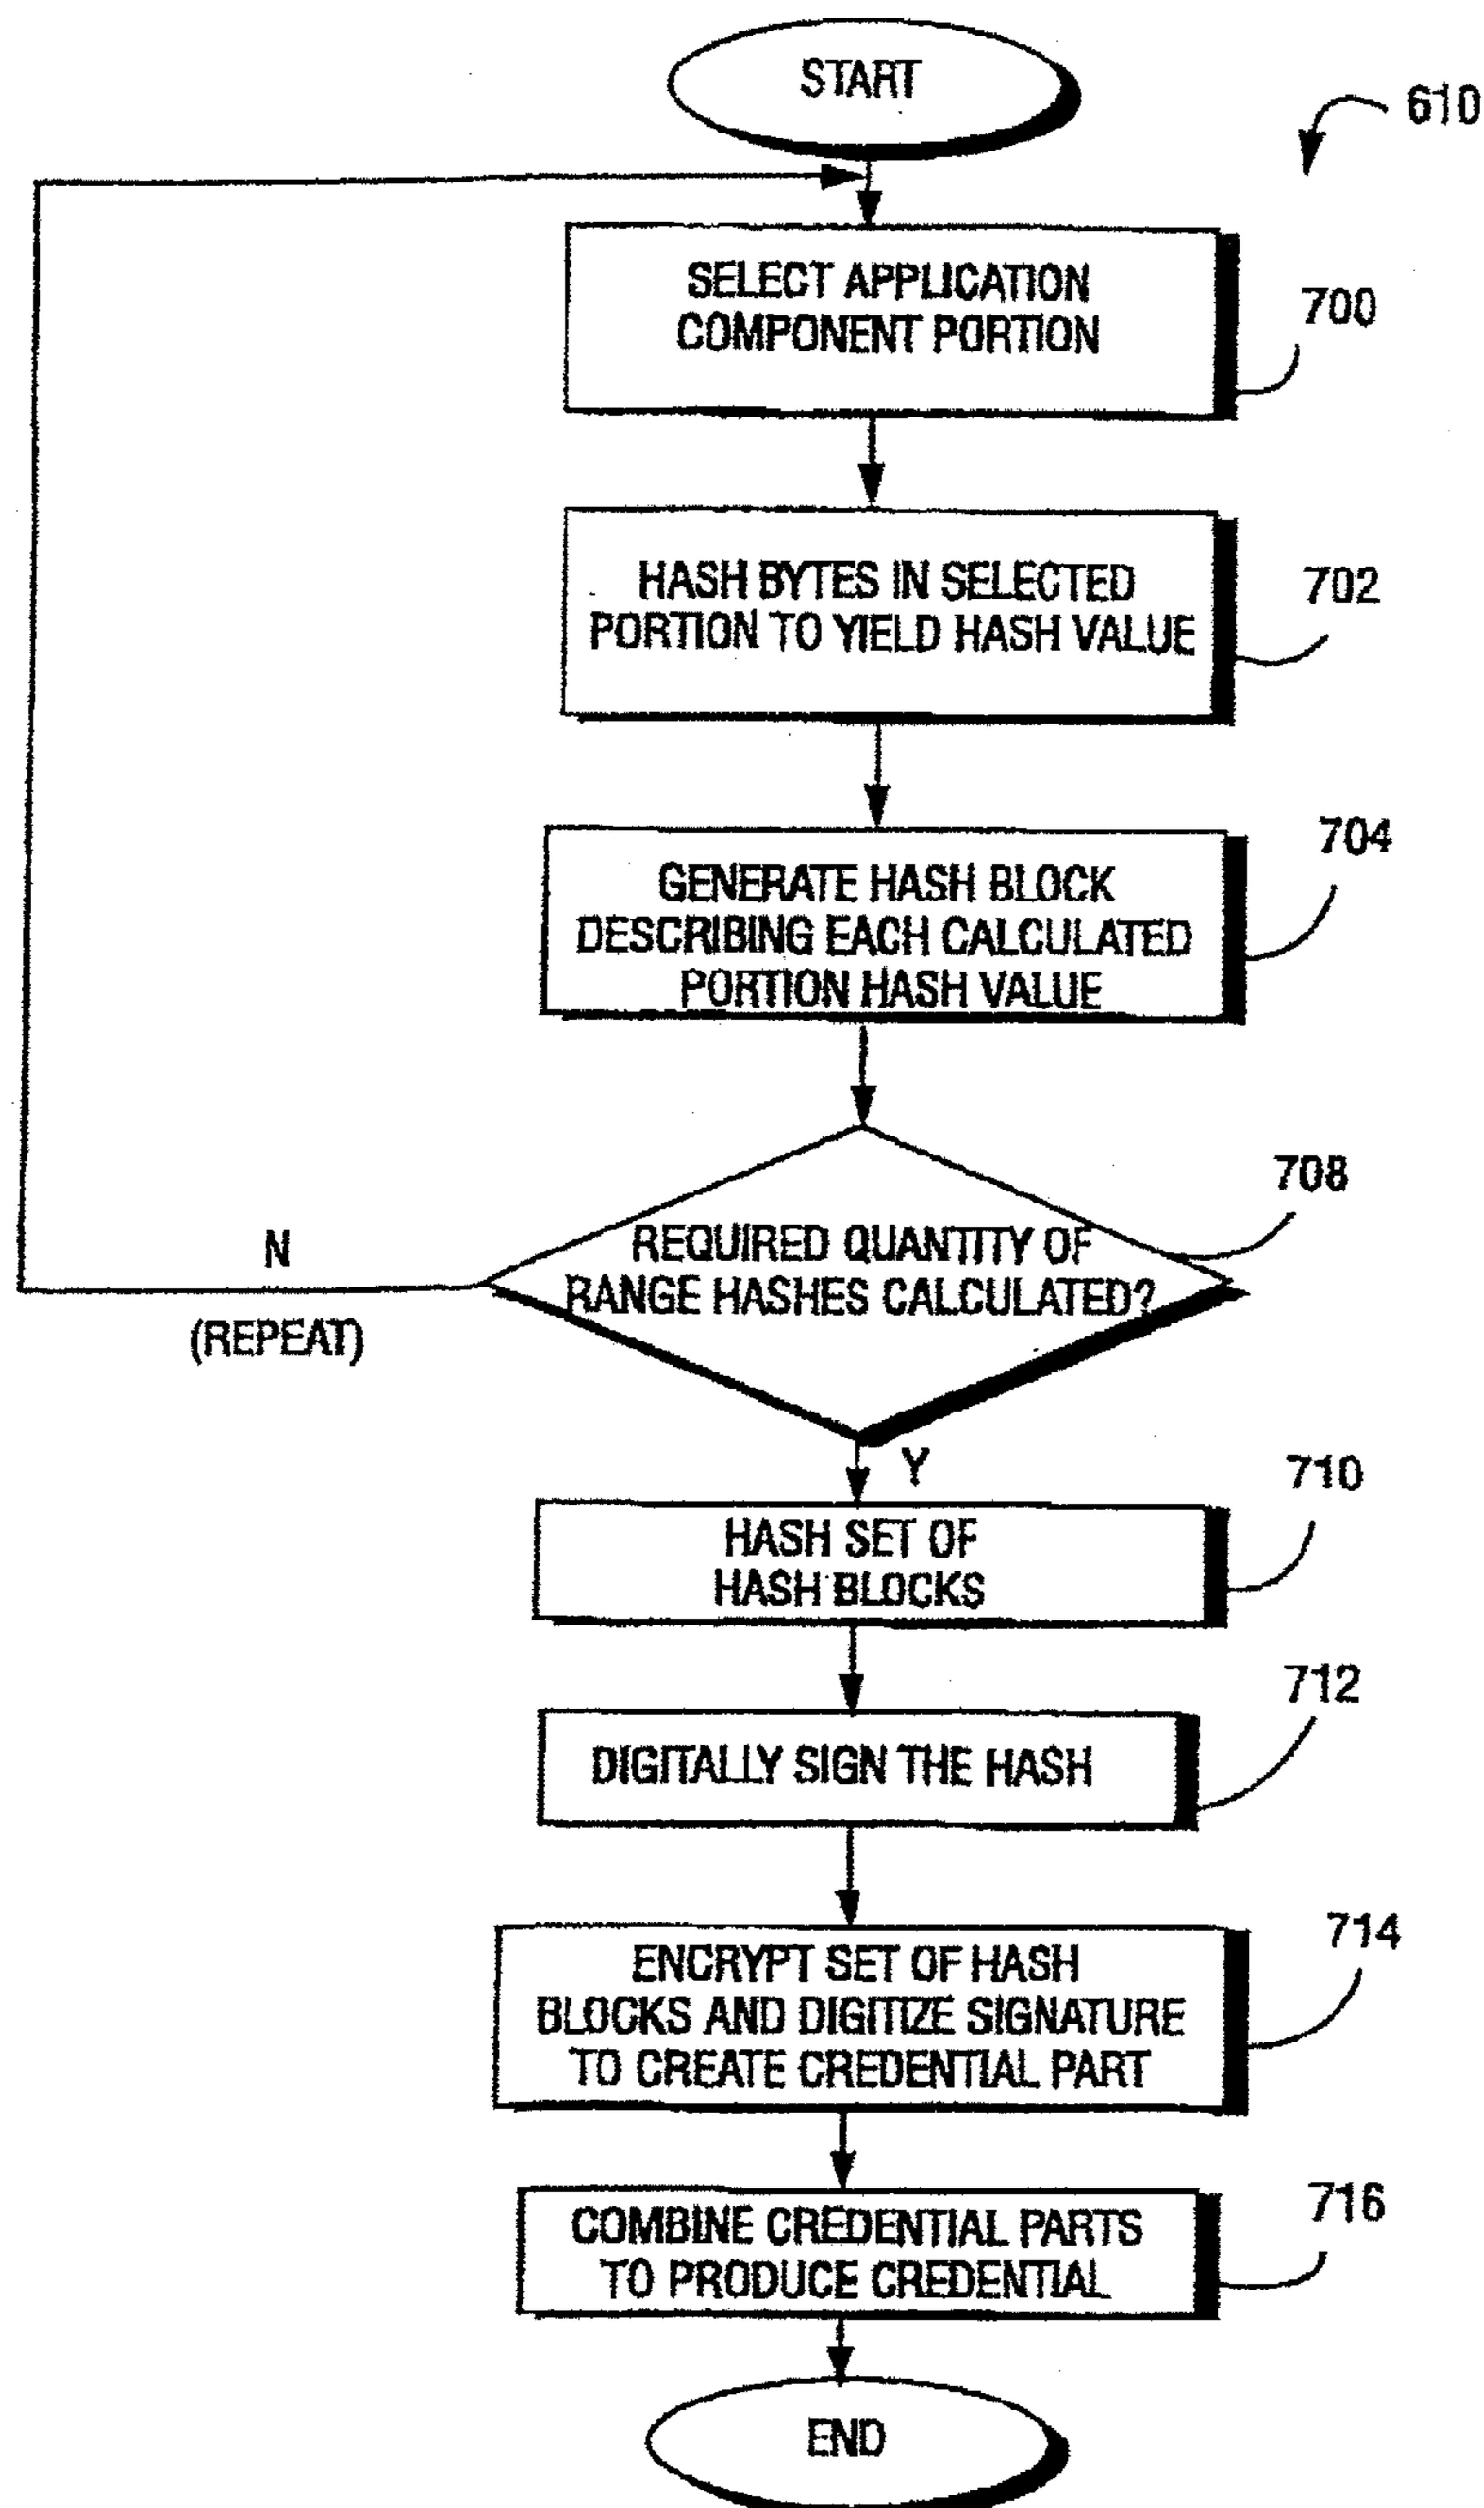 START
610
SELECT APPLICATION
COMPONENT PORTION
700
HASH BYTES IN SELECTED
PORTION TO YIELD HASH VALUE
702
GENERATE HASH BLOCK
DESCRIBING EACH CALCULATED
PORTION HASH VALUE
704
REQUIRED QUANTITY OF
RANGE HASHES CALCULATED?
708
N
(REPEAT)
Y
HASH SET OF
HASH BLOCKS
710
DIGITALLY SIGN THE HASH
712
ENCRYPT SET OF HASH
BLOCKS AND DIGITIZE SIGNATURE
TO CREATE CREDENTIAL PART
714
COMBINE CREDENTIAL PARTS
TO PRODUCE CREDENTIAL
716
END